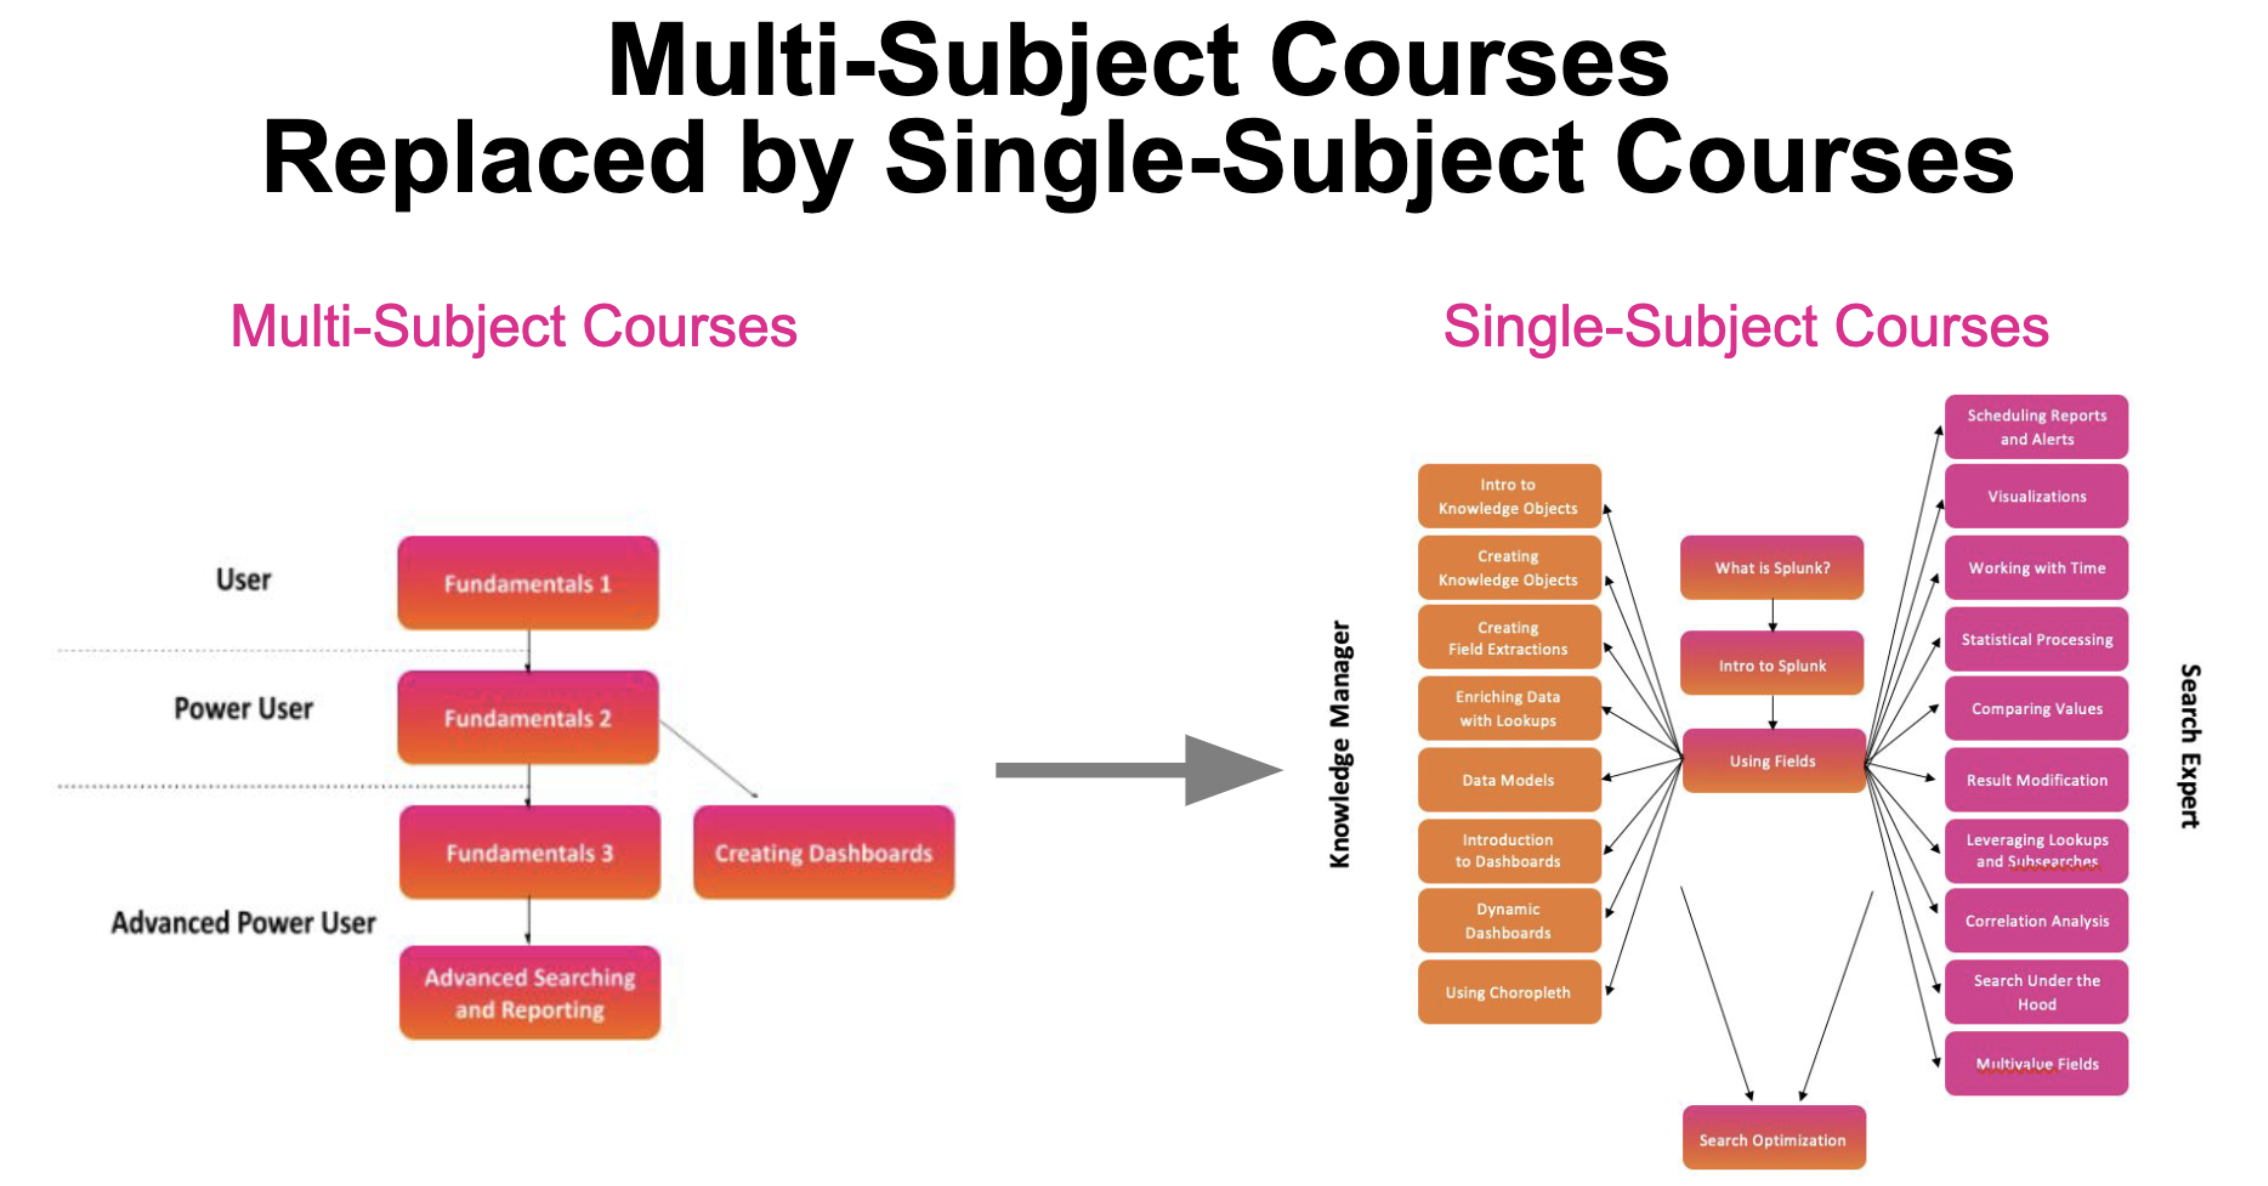 Multi-Subject Courses
Replaced by Single-Subject Courses
Multi-Subject Courses
User
Fundamentals 1
Power User
Fundamentals 2
Fundamentals 3
Creating Dashboards
Advanced Power User
Advanced Searching
and Reporting
Single-Subject Courses
Knowledge Manager
Intro to
Knowledge Objects
Creating
Knowledge Objects
Creating
Field Extractions
Enriching Data
with Lookups
Data Models
Introduction
to Dashboards
Dynamic
Dashboards
Using Choropleth
What is Splunk?
Intro to Splunk
Using Fields
Search Optimization
Scheduling Reports
and Alerts
Visualizations
Working with Time
Statistical Processing
Comparing Values
Result Modification
Leveraging Lookups
and Subsearches
Correlation Analysis
Search Under the
Hood
Multivalue Fields
Search Expert